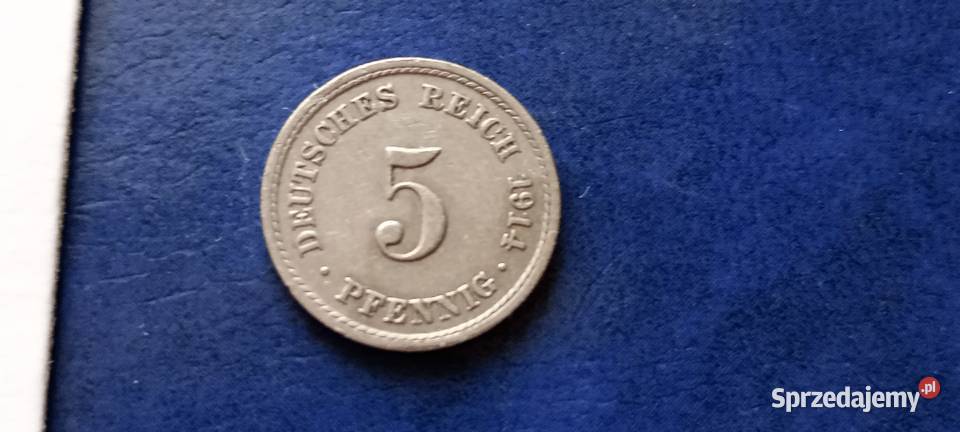 DEUTSCHES REICH 1914
5
• PFENNIG •
Sprzedajemy.pl